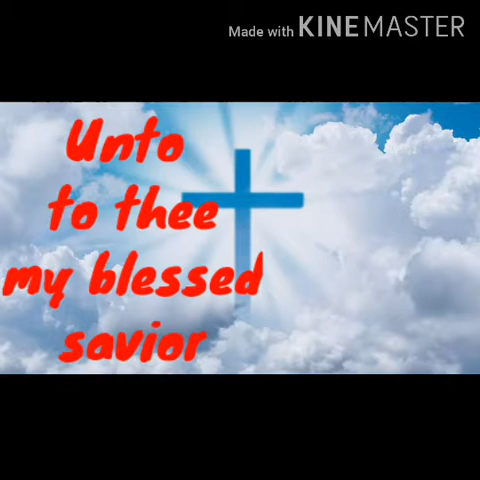 Made with KINEMASTER
Unto
to thee
my blessed
savior